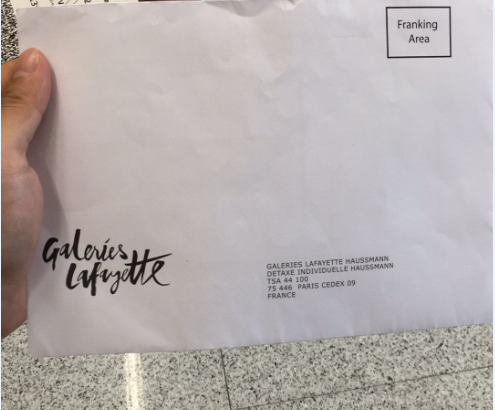 Franking
Area
Galeries
Lafayette
GALERIES LAFAYETTE HAUSSMANN
DETAXE INDIVIDUELLE HAUSSMANN
TSA 44 100
75 446 PARIS CEDEX 09
FRANCE